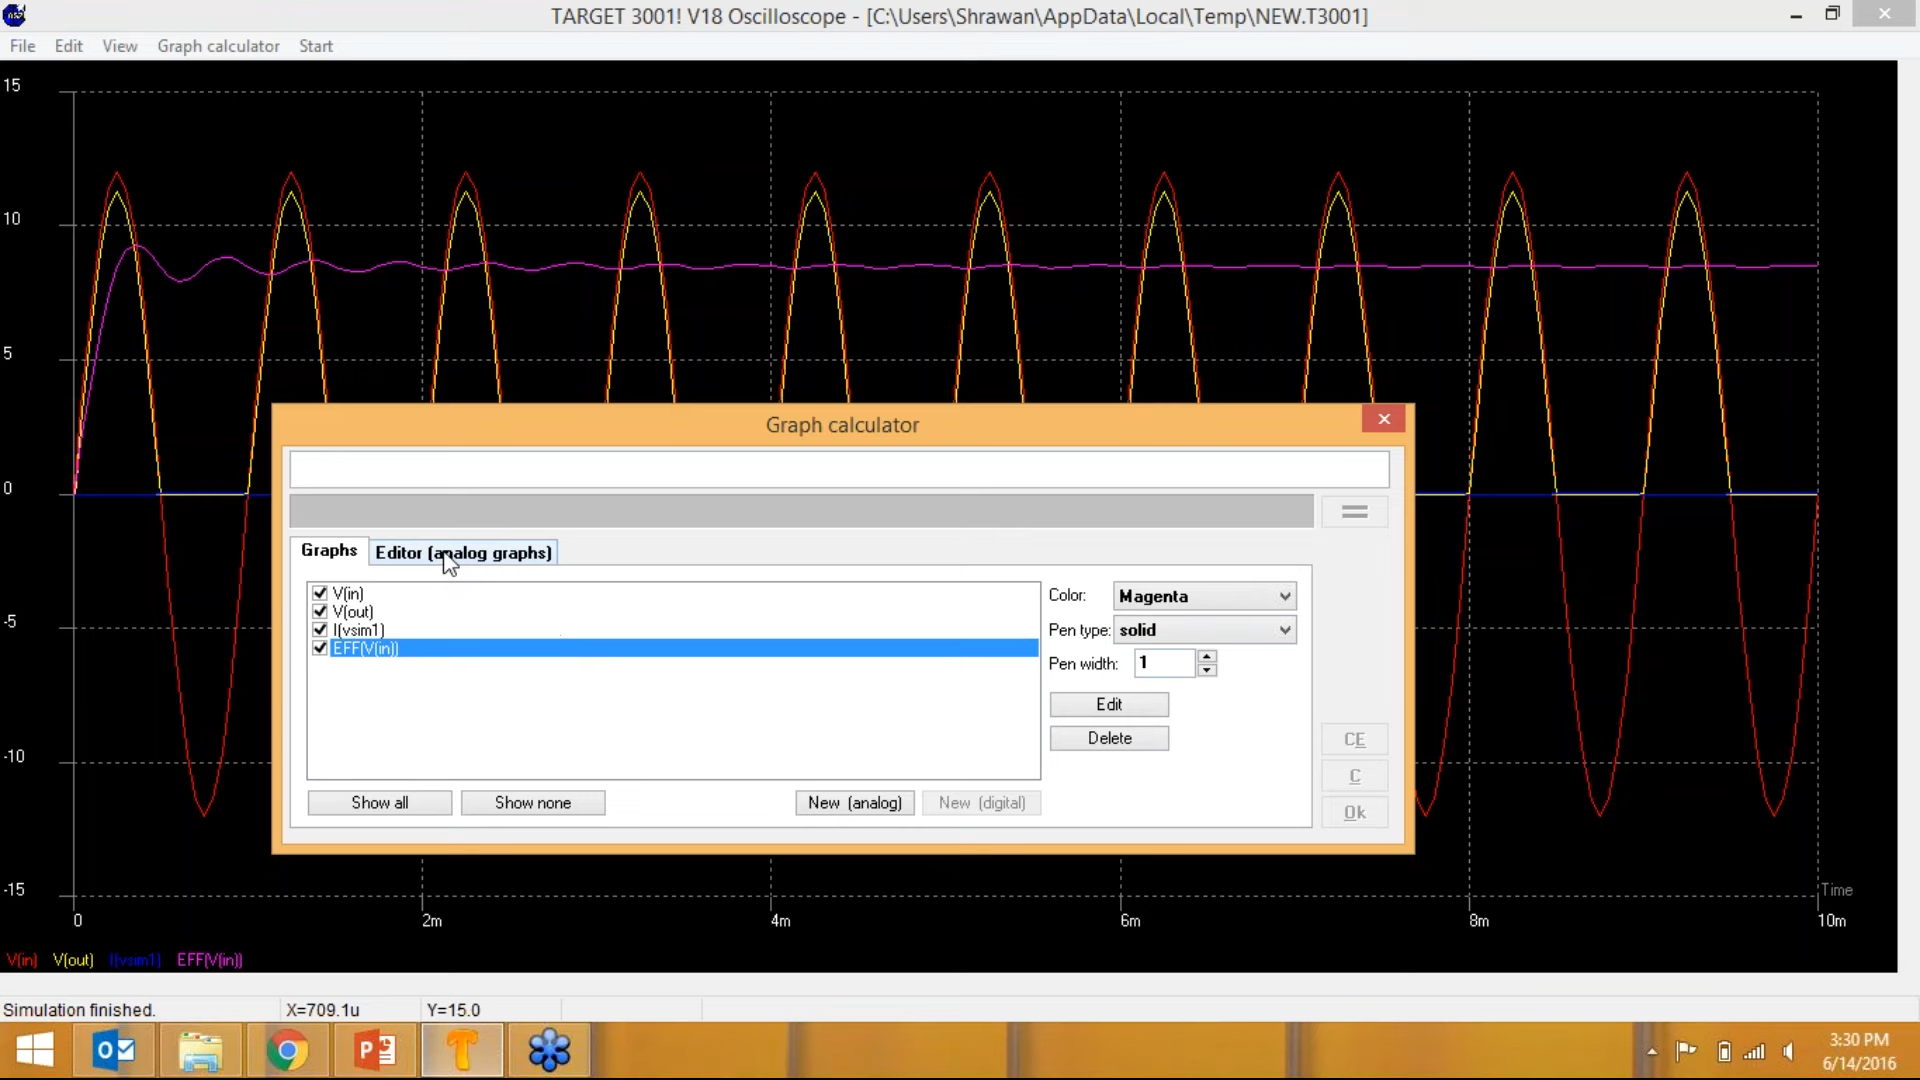 TARGET 3001! V18 Oscilloscope - [C:\Users\Shrawan\AppData\Local\Temp\NEW.T3001]
File Edit View Graph calculator Start
15
10
5
0
-5
-10
-15
Graph calculator
Graphs Editor (analog graphs)
V(in)
V(out)
I(vsim1)
EFF(V(in))
Color: Magenta
Pen type: solid
Pen width: 1
Edit
Delete
CE
C
Ok
Show all Show none New (analog) New (digital)
Time
0 2m 4m 6m 8m 10m
V(in) V(out) I(vsim1) EFF(V(in))
Simulation finished. X=709.1u Y=15.0
3:30 PM
6/14/2016